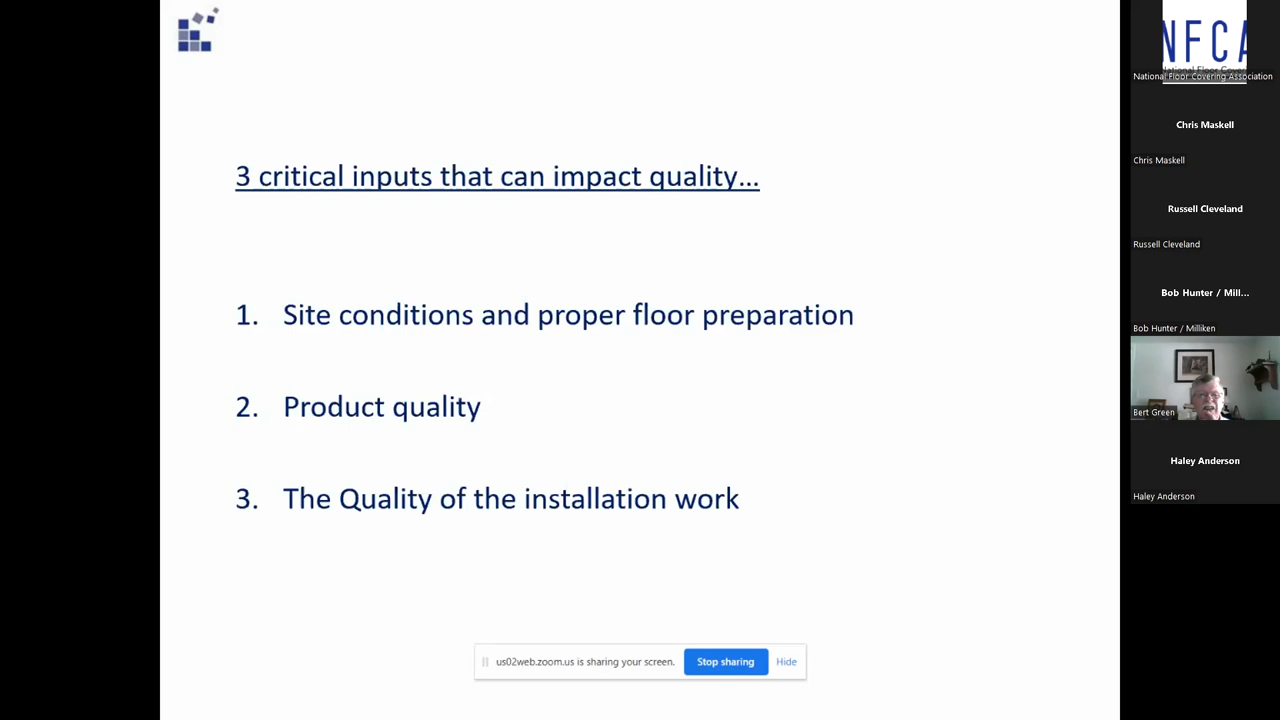 3 critical inputs that can impact quality...
1. Site conditions and proper floor preparation
2. Product quality
3. The Quality of the installation work
us02web.zoom.us is sharing your screen. Stop sharing Hide
NFCA
National Floor Covering Association
Chris Maskell
Chris Maskell
Russell Cleveland
Russell Cleveland
Bob Hunter / Mill...
Bob Hunter / Milliken
Bert Green
Haley Anderson
Haley Anderson